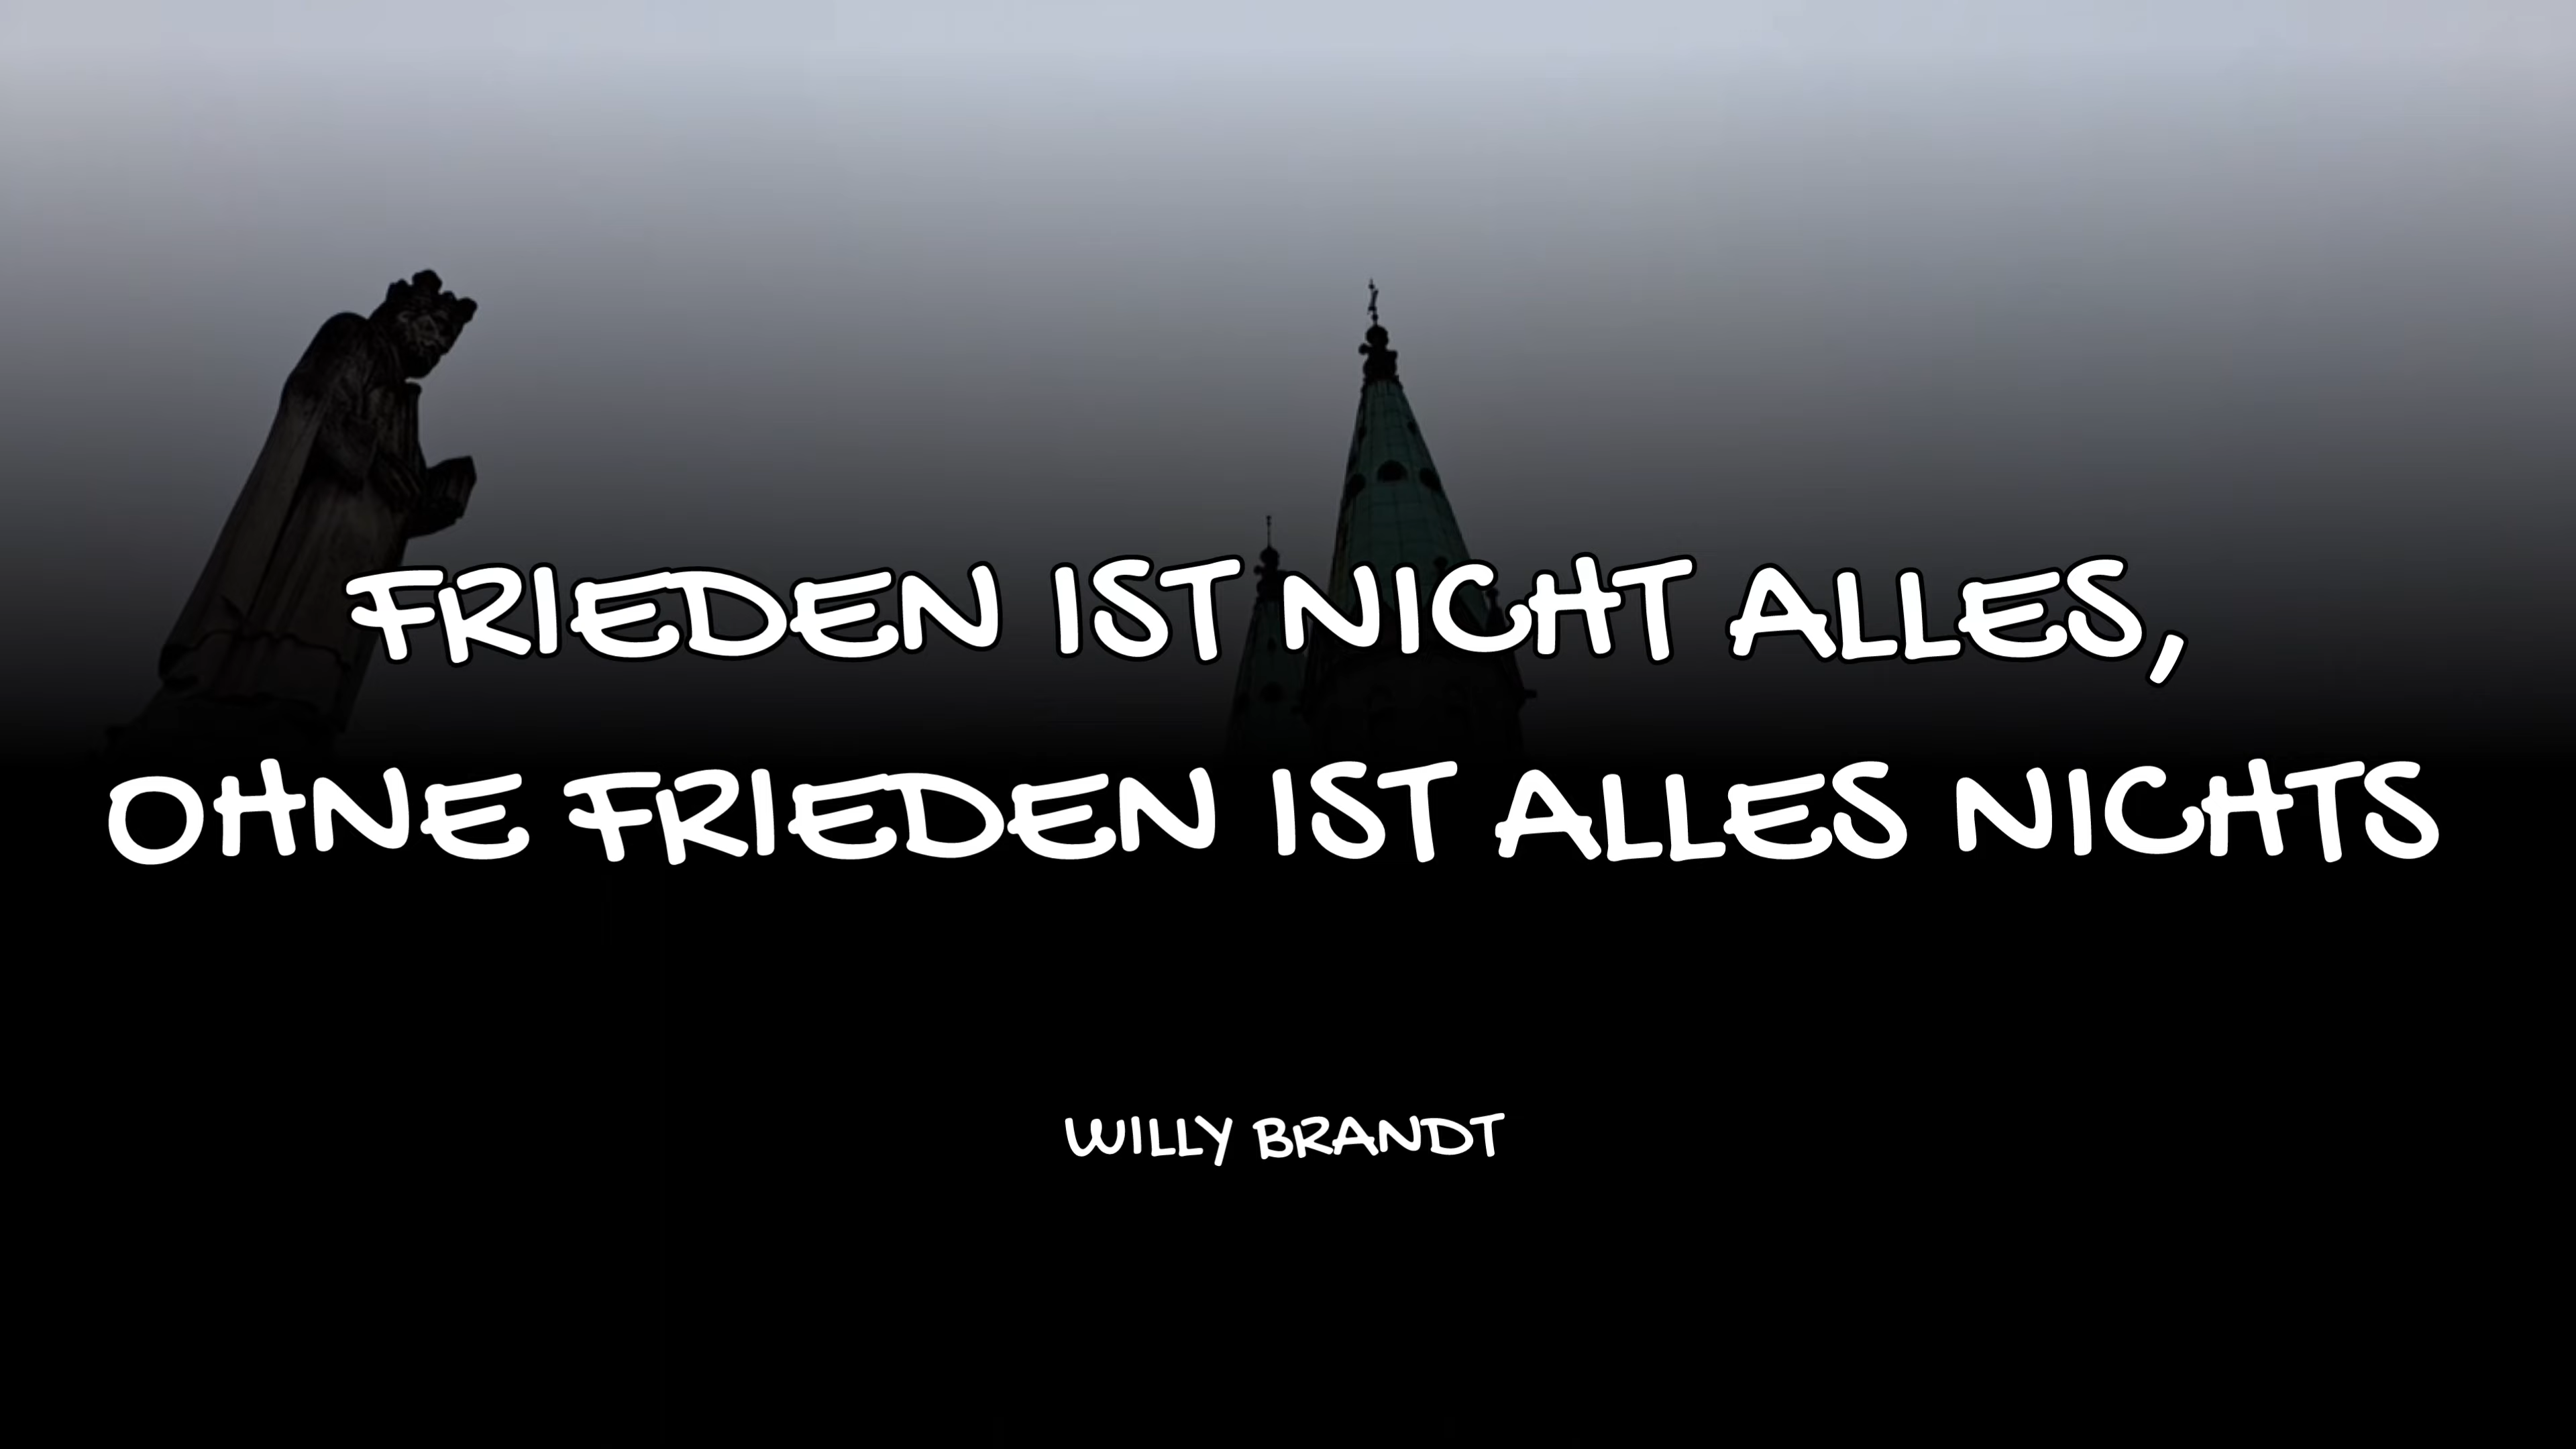 FRIEDEN IST NICHT ALLES,
OHNE FRIEDEN IST ALLES NICHTS
WILLY BRANDT